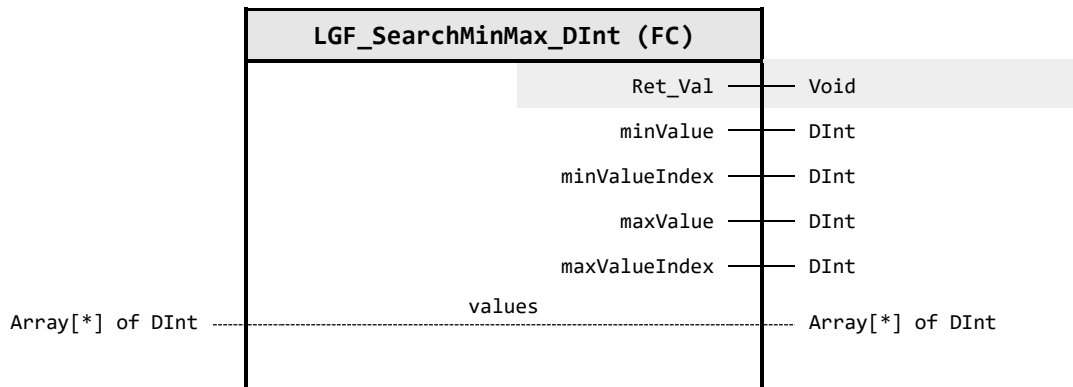 LGF_SearchMinMax_DInt (FC)
Ret_Val Void
minValue DInt
minValueIndex DInt
maxValue DInt
maxValueIndex DInt
values
Array[*] of DInt Array[*] of DInt